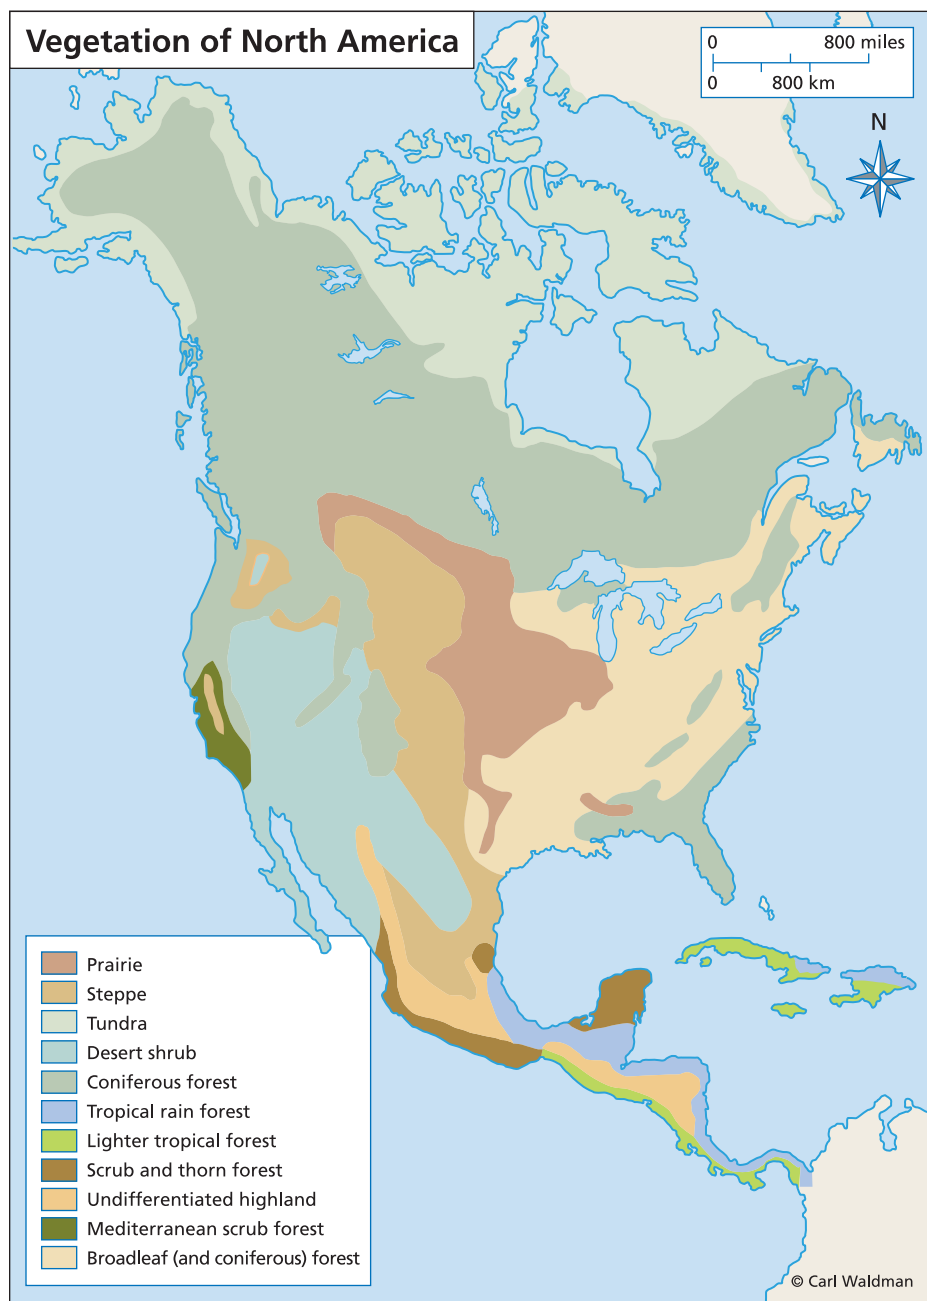 Vegetation of North America
0 800 miles
0 800 km
N
Prairie
Steppe
Tundra
Desert shrub
Coniferous forest
Tropical rain forest
Lighter tropical forest
Scrub and thorn forest
Undifferentiated highland
Mediterranean scrub forest
Broadleaf (and coniferous) forest
© Carl Waldman